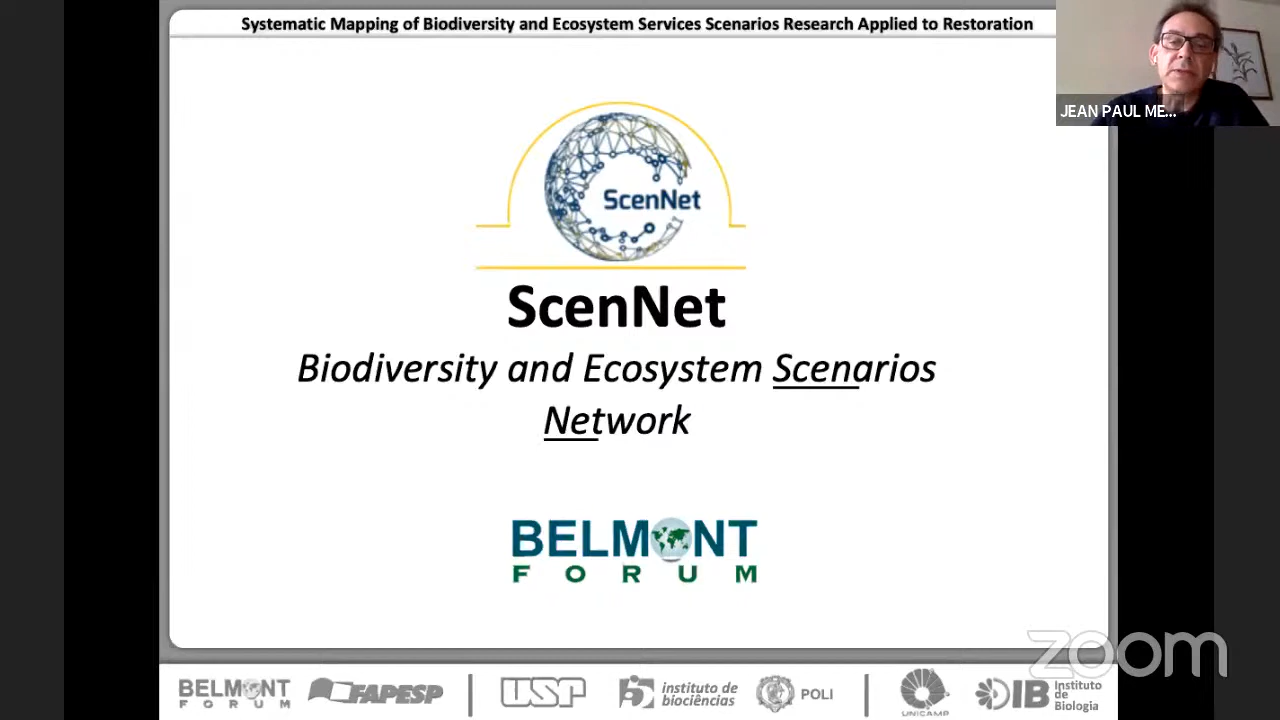 Systematic Mapping of Biodiversity and Ecosystem Services Scenarios Research Applied to Restoration
JEAN PAUL ME...
ScenNet
ScenNet
Biodiversity and Ecosystem Scenarios
Network
BELMONT
FORUM
zoom
BELMONT
FORUM
FAPESP
USP
instituto de
biociências
POLI
UNICAMP
IB
Instituto
de
Biologia